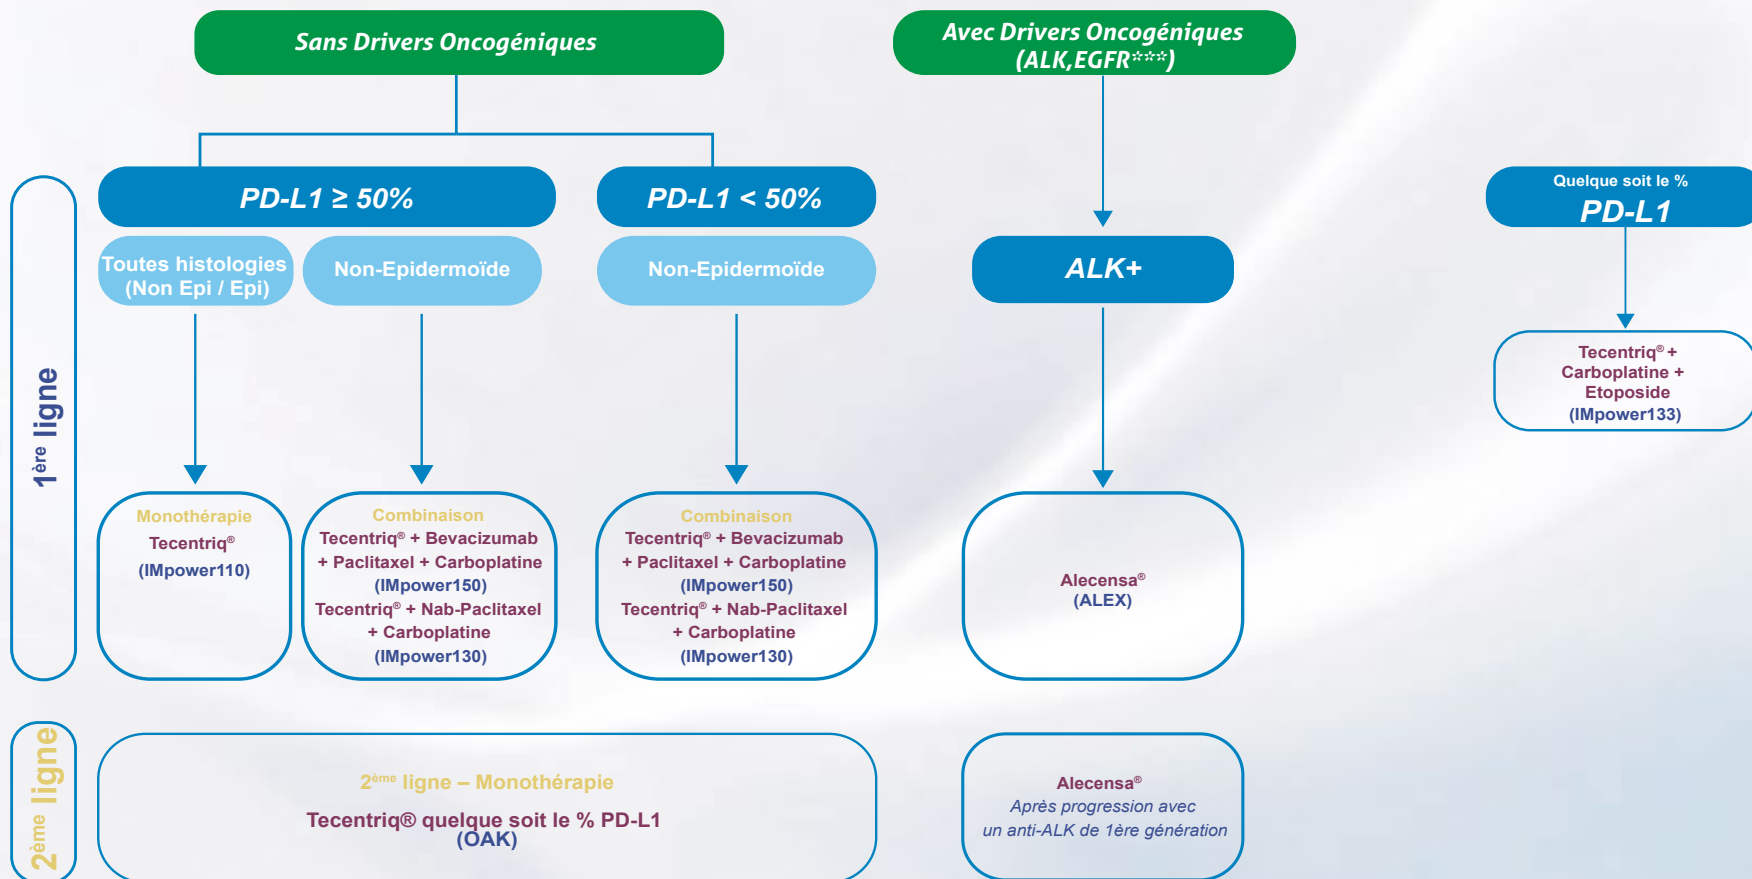 Sans Drivers Oncogéniques
Avec Drivers Oncogéniques
(ALK,EGFR***)
1ère ligne
PD-L1 ≥ 50%
PD-L1 < 50%
Quelque soit le %
PD-L1
Toutes histologies
(Non Epi / Epi)
Non-Epidermoïde
Non-Epidermoïde
ALK+
Tecentriq® +
Carboplatine +
Etoposide
(IMpower133)
Monothérapie
Tecentriq®
(IMpower110)
Combinaison
Tecentriq® + Bevacizumab
+ Paclitaxel + Carboplatine
(IMpower150)
Tecentriq® + Nab-Paclitaxel
+ Carboplatine
(IMpower130)
Combinaison
Tecentriq® + Bevacizumab
+ Paclitaxel + Carboplatine
(IMpower150)
Tecentriq® + Nab-Paclitaxel
+ Carboplatine
(IMpower130)
Alecensa®
(ALEX)
2ème ligne
2ème ligne – Monothérapie
Tecentriq® quelque soit le % PD-L1
(OAK)
Alecensa®
Après progression avec
un anti-ALK de 1ère génération